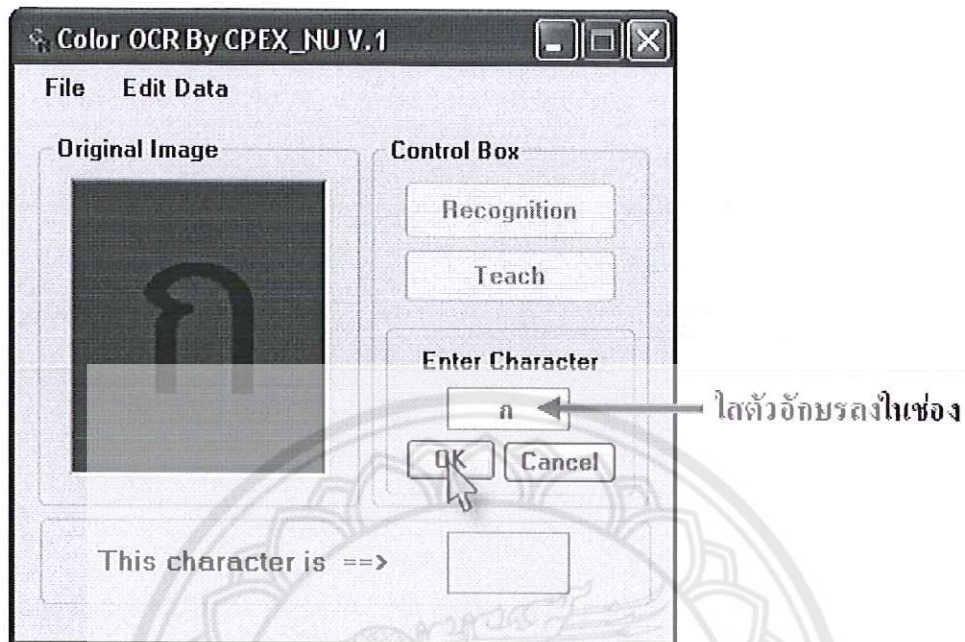 Color OCR By CPEX_NU V.1
File Edit Data
Original Image
Control Box
ก
Recognition
Teach
Enter Character
ก
ใสตัวอักษรลงในช่อง
OK Cancel
This character is ==>